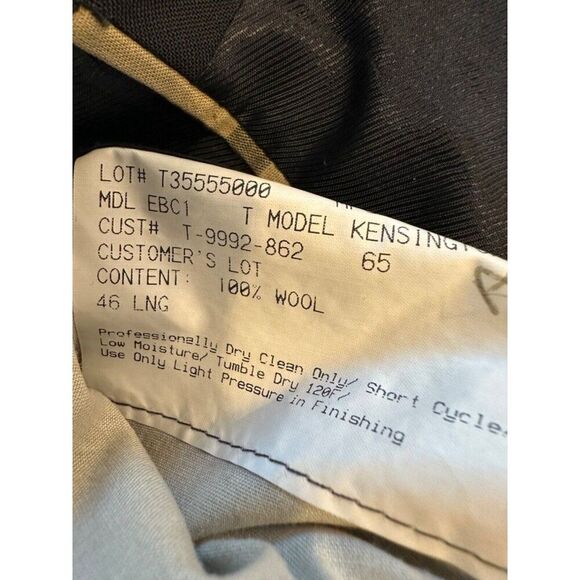 LOT# T35555000
MDL EBC1 T MODEL KENSINGT
CUST# T-9992-862 65
CUSTOMER'S LOT
CONTENT: 100% WOOL
46 LNG
Professionally Dry Clean Only/ Short Cycle,
Low Moisture/ Tumble Dry 120F/
Use Only Light Pressure in Finishing